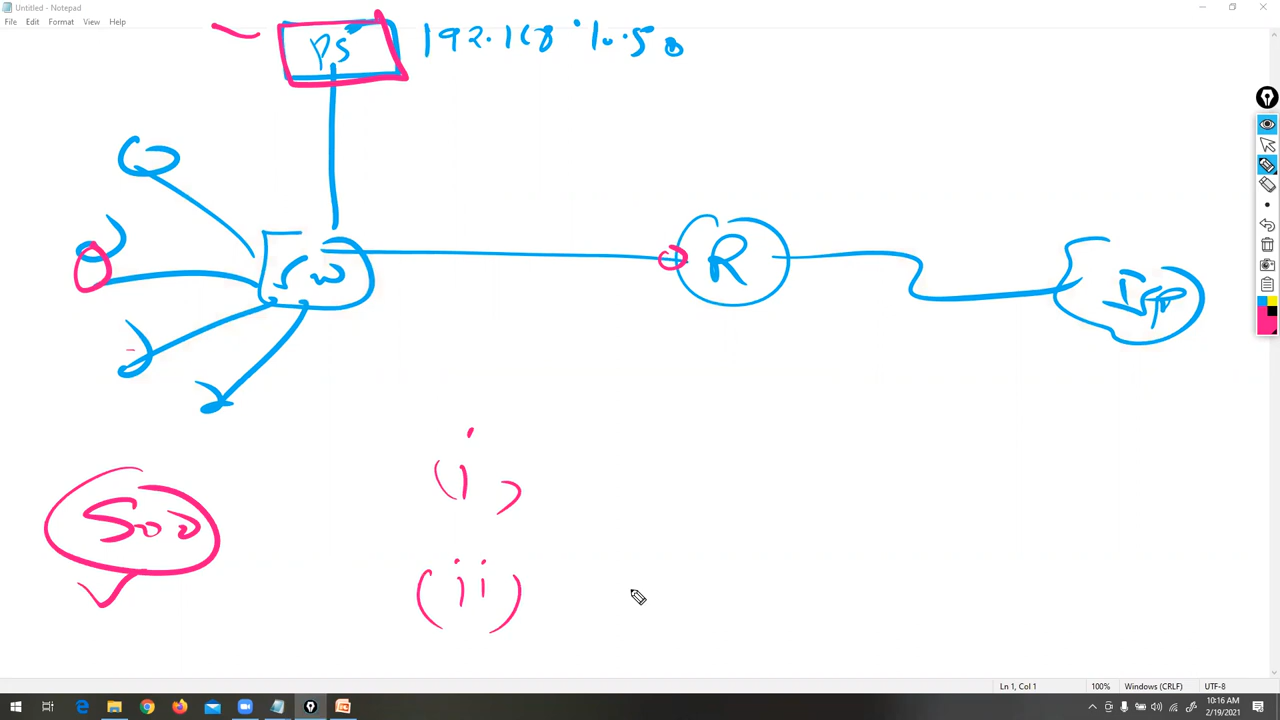 Untitled - Notepad
File Edit Format View Help
PS 192.168.10.50
SW
R
ISP
500
(i)
(ii)
Ln 1, Col 1 100% Windows (CRLF) UTF-8
10:16 AM
2/19/2021